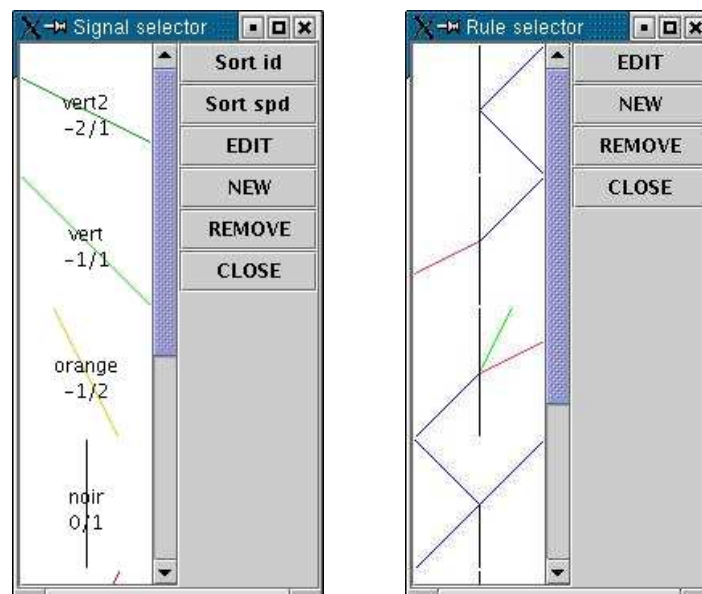 Signal selector
vert2
-2/1
vert
-1/1
orange
-1/2
noir
0/1
Sort id
Sort spd
EDIT
NEW
REMOVE
CLOSE
Rule selector
EDIT
NEW
REMOVE
CLOSE